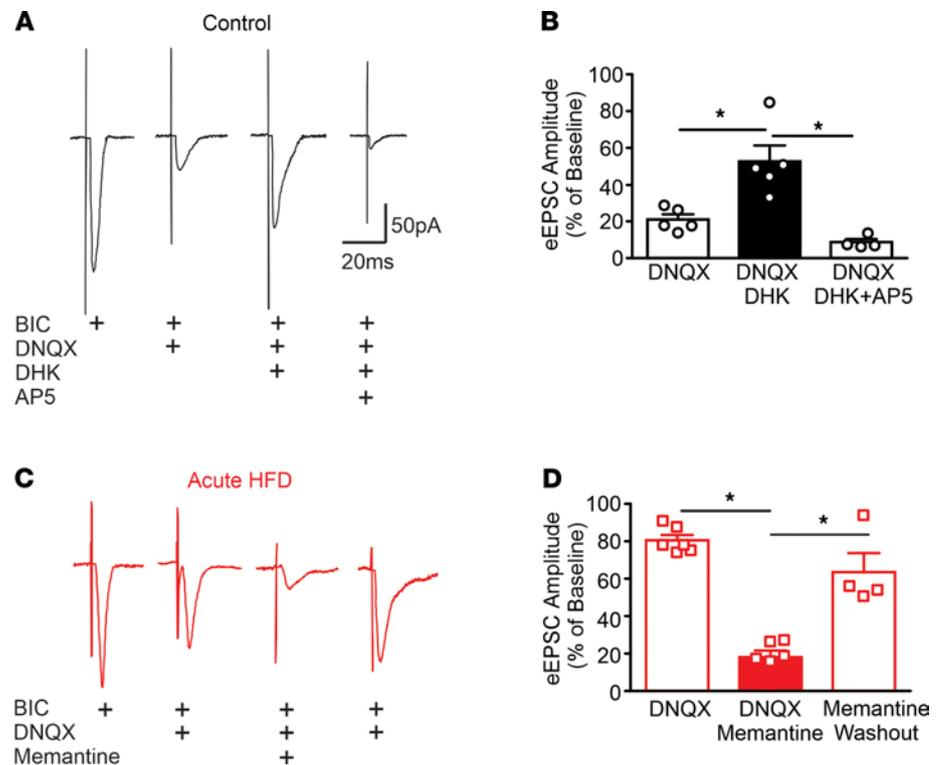 A
Control
50pA
20ms
BIC + + + +
DNQX + + +
DHK + +
AP5 +
B
eEPSC Amplitude
(% of Baseline)
100
80
60
40
20
0
* *
DNQX DNQX DNQX
DHK DHK+AP5
C
Acute HFD
BIC + + + +
DNQX + + +
Memantine +
D
eEPSC Amplitude
(% of Baseline)
100
80
60
40
20
0
* *
DNQX DNQX Memantine
Memantine Washout